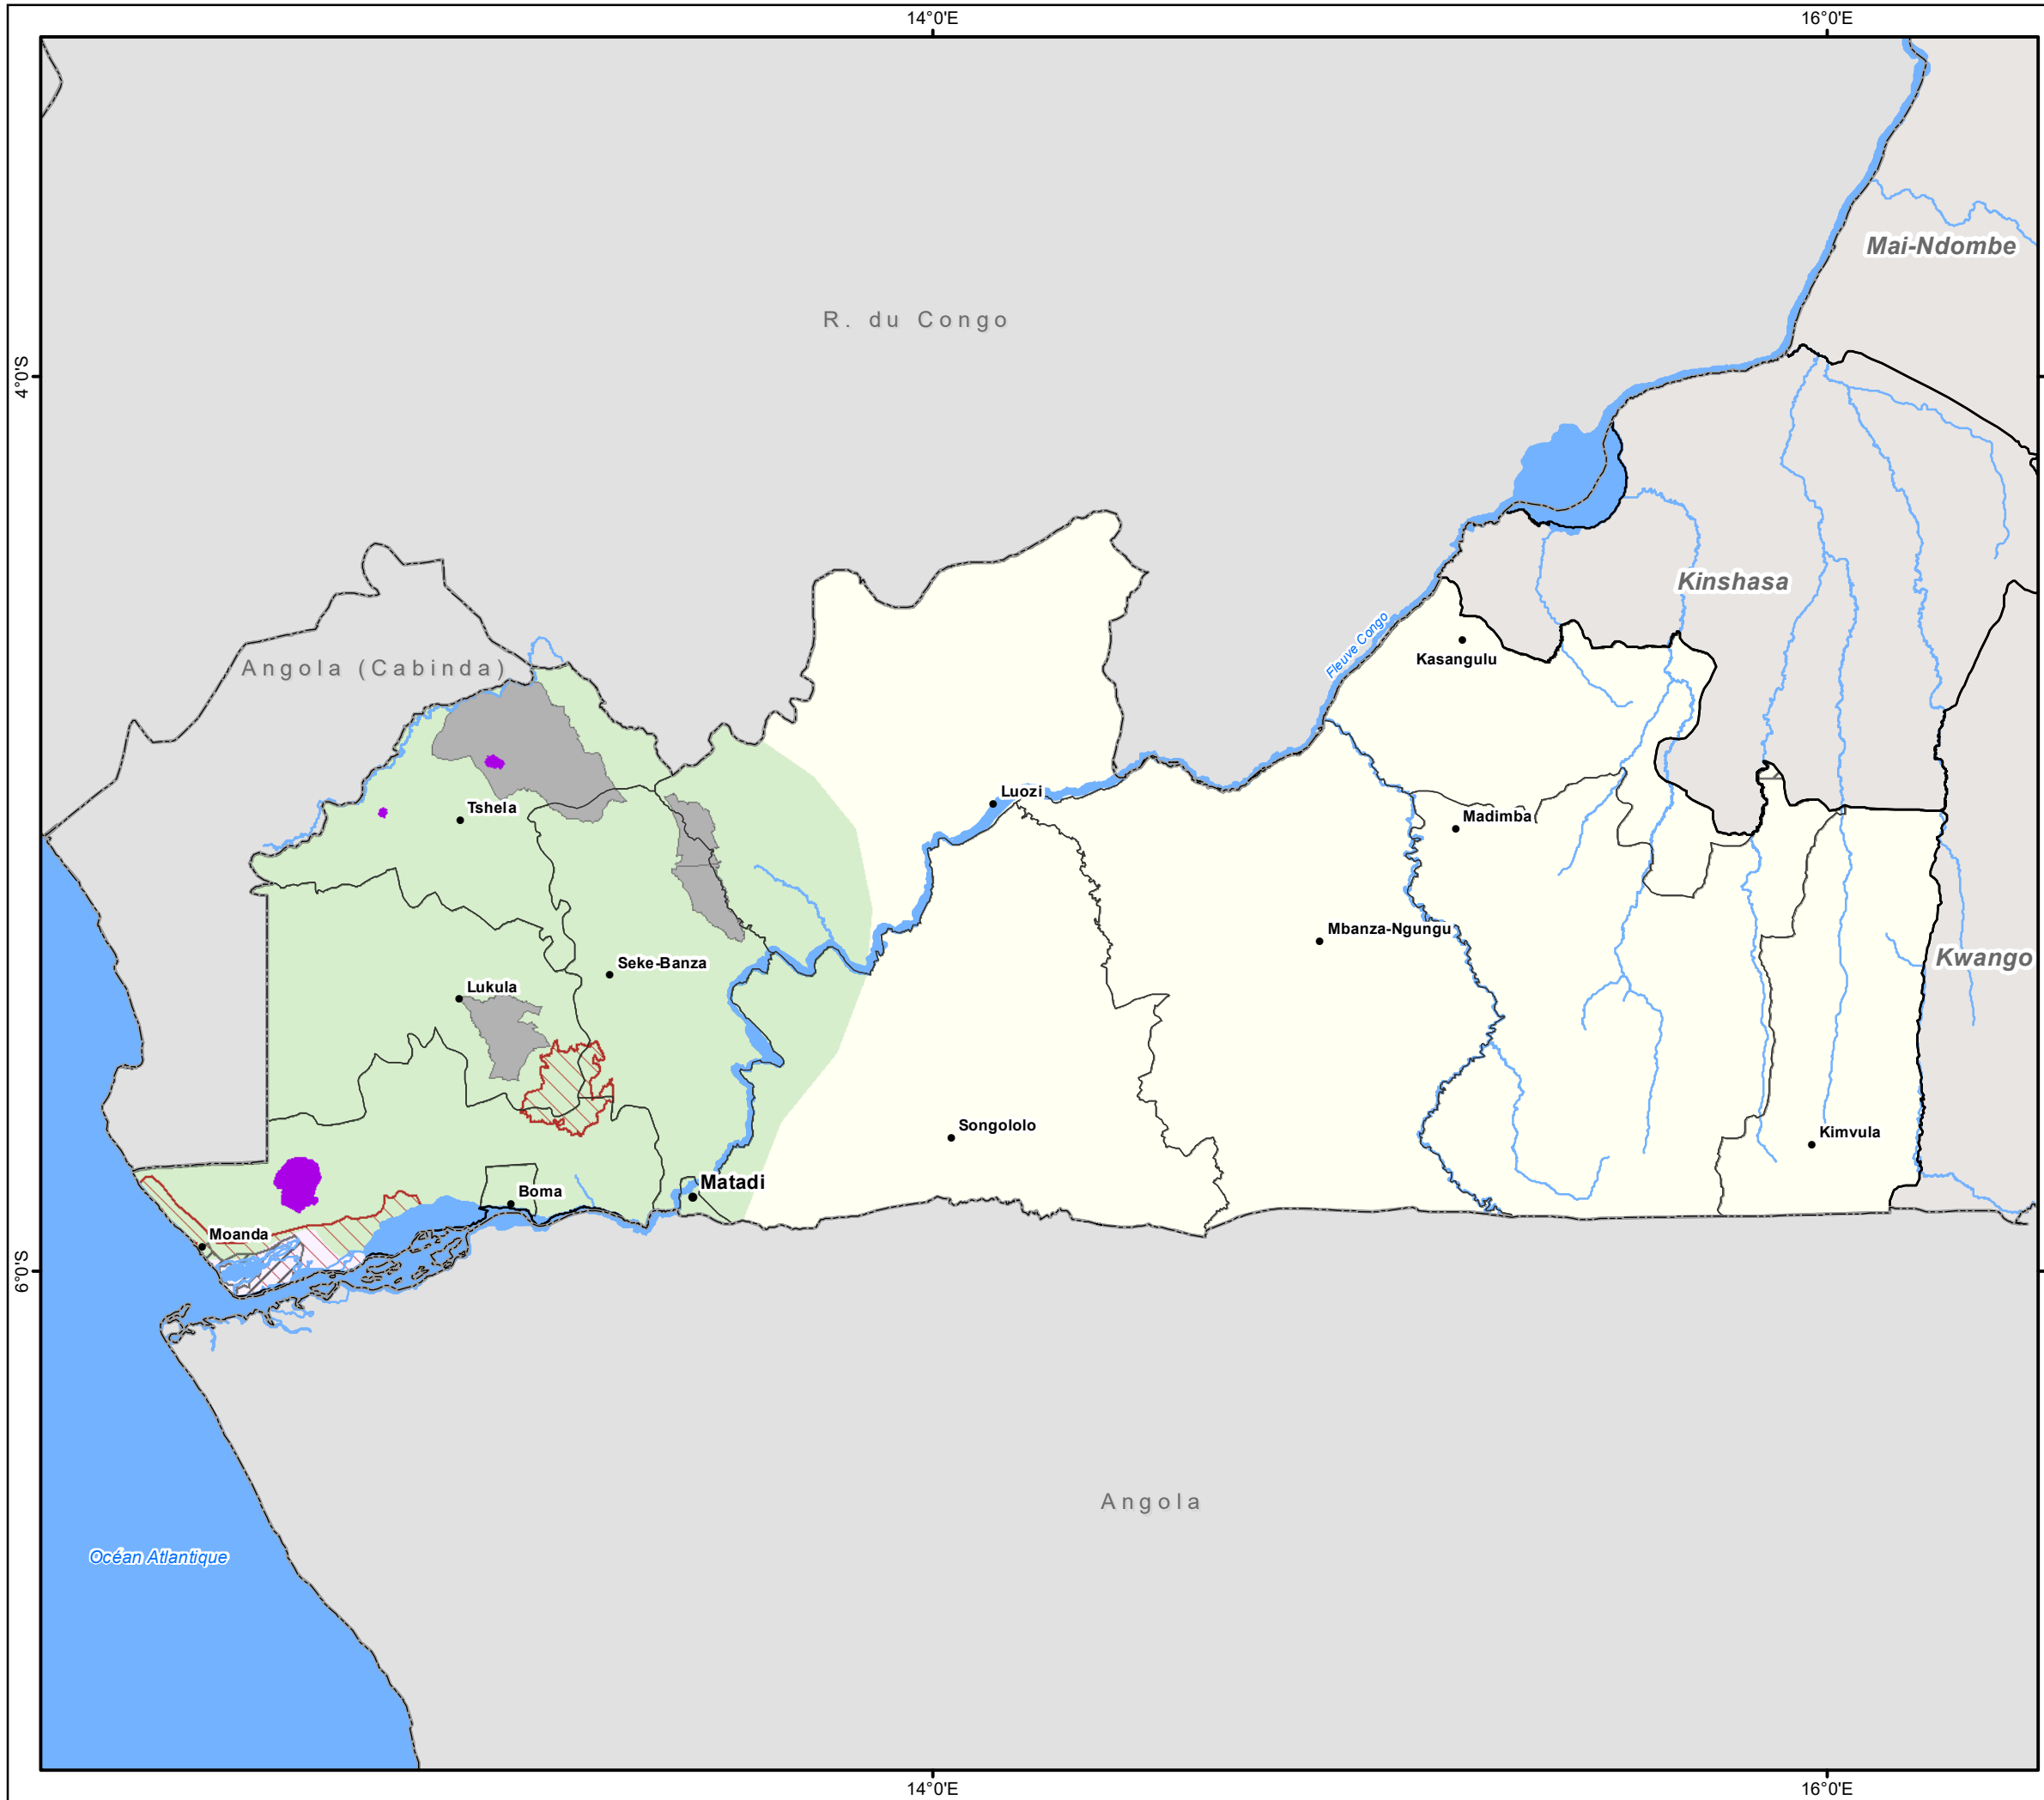 14°0'E
16°0'E
Mai-Ndombe
R. du Congo
4°0'S
Kinshasa
Fleuve Congo
Kasangulu
Angola (Cabinda)
Luozi
Tshela
Madimba
Mbanza-Ngungu
Kwango
Seke-Banza
Lukula
Songololo
Kimvula
Matadi
Boma
Moanda
6°0'S
Angola
Océan Atlantique
14°0'E
16°0'E